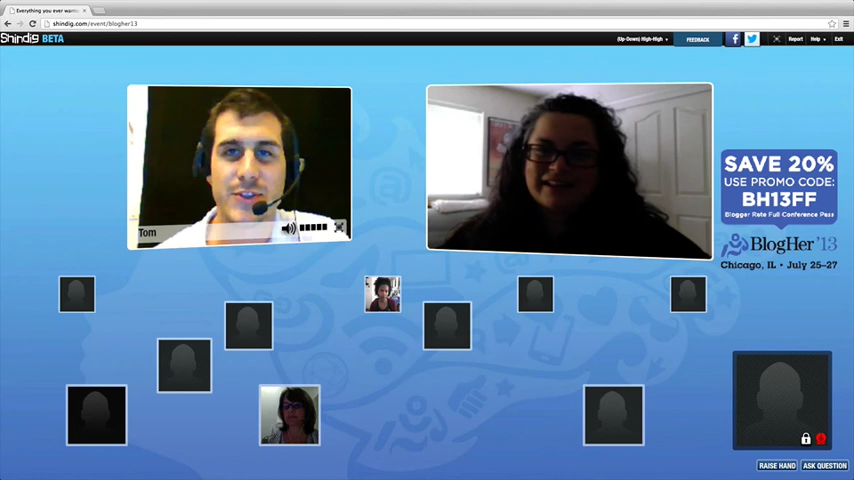 Everything you ever wan
shindig.com/event/blogher13
Shindig BETA
(Up-Down) High-High
FEEDBACK
Report
Help
Exit
Tom
SAVE 20%
USE PROMO CODE:
BH13FF
Blogger Rate Full Conference Pass
BlogHer '13
Chicago, IL • July 25-27
RAISE HAND
ASK QUESTION